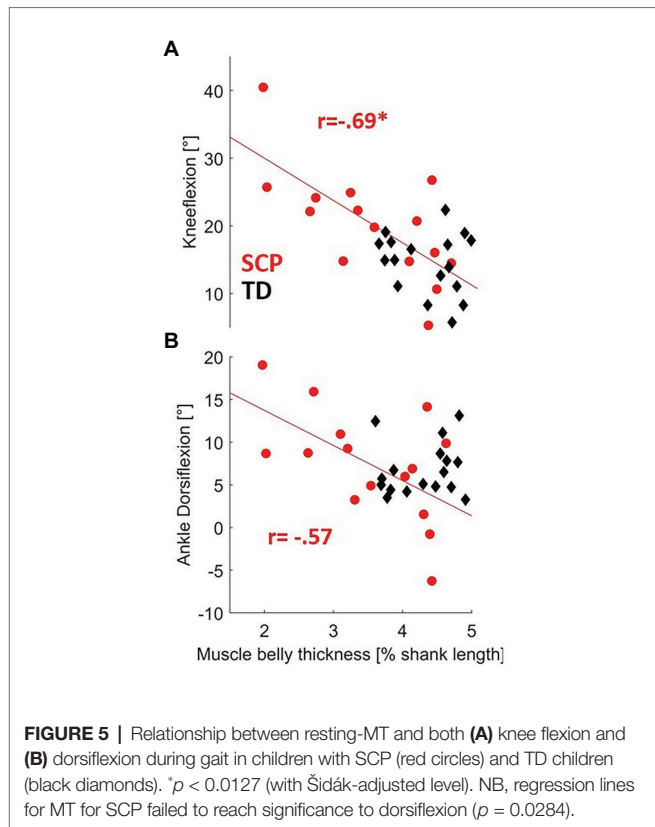 A
40
30
20
10
Kneeflexion [°]
r=-.69*
SCP
TD
B
20
15
10
5
0
-5
-10
Ankle Dorsiflexion [°]
r= -.57
2 3 4 5
Muscle belly thickness [% shank length]
FIGURE 5 | Relationship between resting-MT and both (A) knee flexion and
(B) dorsiflexion during gait in children with SCP (red circles) and TD children
(black diamonds). *p < 0.0127 (with Šidák-adjusted level). NB, regression lines
for MT for SCP failed to reach significance to dorsiflexion (p = 0.0284).